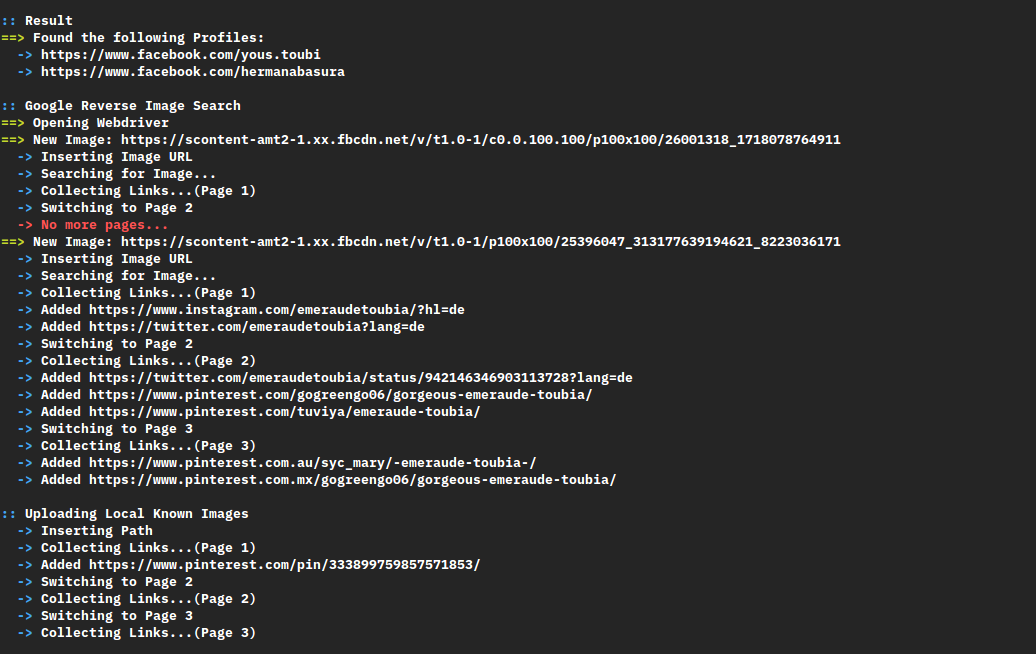 :: Result
==> Found the following Profiles:
-> https://www.facebook.com/yous.toubi
-> https://www.facebook.com/hermanabasura
:: Google Reverse Image Search
==> Opening Webdriver
==> New Image: https://scontent-amt2-1.xx.fbcdn.net/v/t1.0-1/c0.0.100.100/p100x100/26001318_1718078764911
-> Inserting Image URL
-> Searching for Image...
-> Collecting Links...(Page 1)
-> Switching to Page 2
-> No more pages...
==> New Image: https://scontent-amt2-1.xx.fbcdn.net/v/t1.0-1/p100x100/25396047_313177639194621_8223036171
-> Inserting Image URL
-> Searching for Image...
-> Collecting Links...(Page 1)
-> Added https://www.instagram.com/emeraudetoubia/?hl=de
-> Added https://twitter.com/emeraudetoubia?lang=de
-> Switching to Page 2
-> Collecting Links...(Page 2)
-> Added https://twitter.com/emeraudetoubia/status/942146346903113728?lang=de
-> Added https://www.pinterest.com/gogreengo06/gorgeous-emeraude-toubia/
-> Added https://www.pinterest.com/tuviya/emeraude-toubia/
-> Switching to Page 3
-> Collecting Links...(Page 3)
-> Added https://www.pinterest.com.au/syc_mary/-emeraude-toubia-/
-> Added https://www.pinterest.com.mx/gogreengo06/gorgeous-emeraude-toubia/
:: Uploading Local Known Images
-> Inserting Path
-> Collecting Links...(Page 1)
-> Added https://www.pinterest.com/pin/333899759857571853/
-> Switching to Page 2
-> Collecting Links...(Page 2)
-> Switching to Page 3
-> Collecting Links...(Page 3)